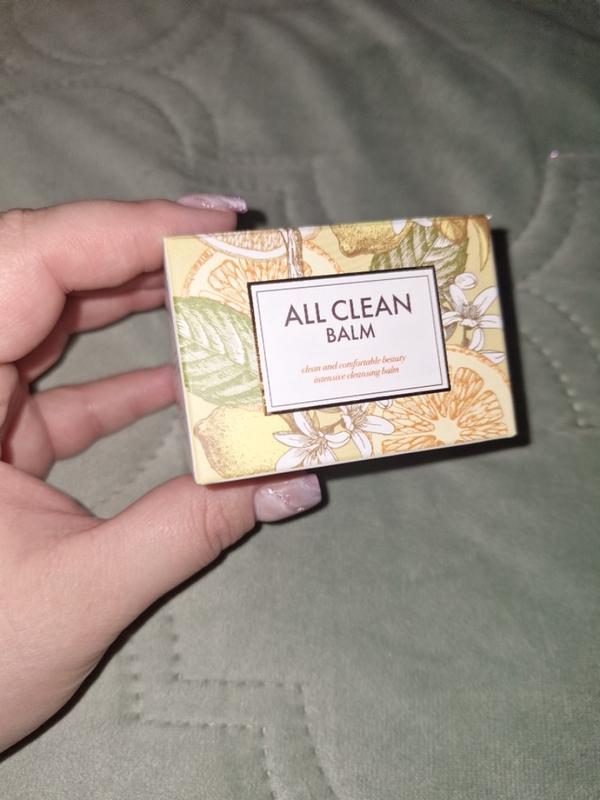 ALL CLEAN
BALM
clean and comfortable beauty
intensive cleansing balm